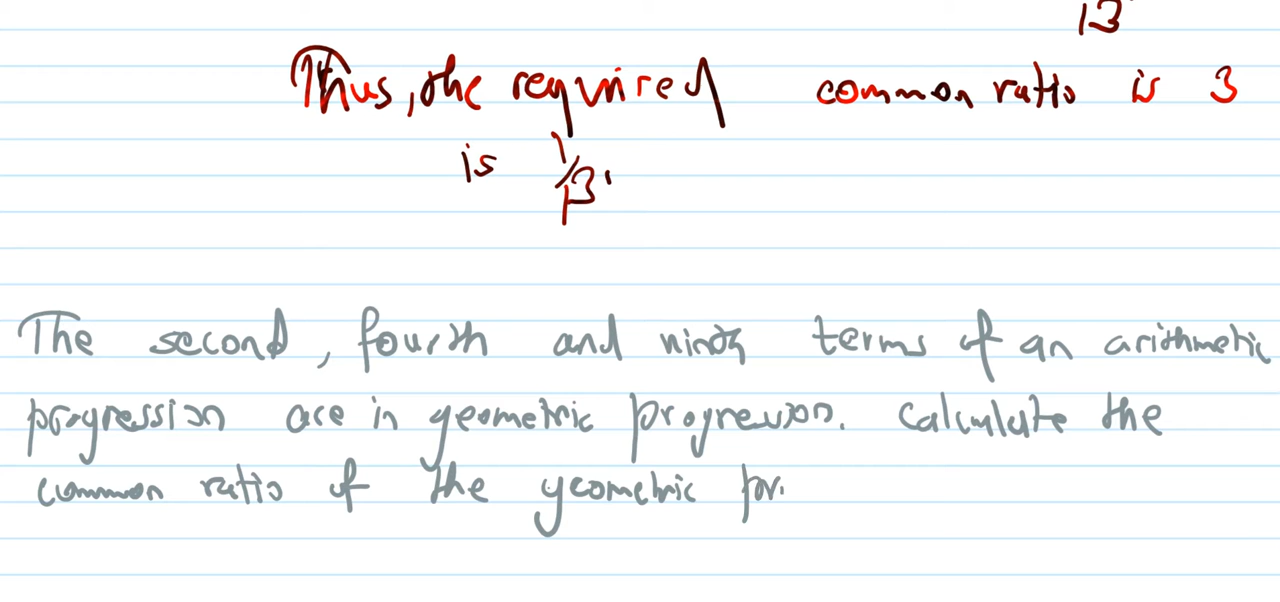 13
Thus, the required common ratio is 3
is 1/13
The second, fourth and ninth terms of an arithmetic
progression are in geometric progression. Calculate the
common ratio of the geometric pr